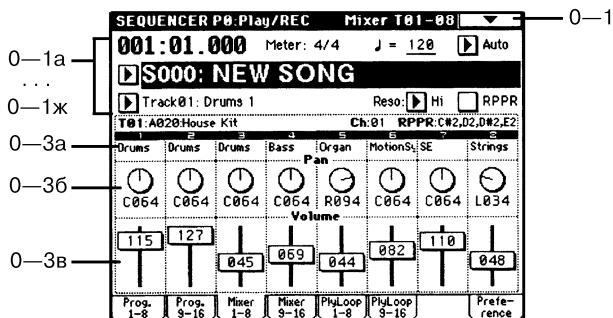 SEQUENCER P0:Play/REC Mixer T01-08
0—1
001:01.000 Meter: 4/4 ♩ = 120 Auto
0—1а
S000: NEW SONG
. . .
0—1ж
Track01: Drums 1 Reso: Hi RPPR
T01:A020:House Kit Ch:01 RPPR:C#2,D2,D#2,E2
1 2 3 4 5 6 7 8
0—3а
Drums Drums Drums Bass Organ MotionSy SE Strings
Pan
0—3б
C064 C064 C064 C064 R094 C064 C064 L034
Volume
115 127 045 069 044 082 110 048
0—3в
Prog. 1-8 Prog. 9-16 Mixer 1-8 Mixer 9-16 PlyLoop 1-8 PlyLoop 9-16 Prefe-rence